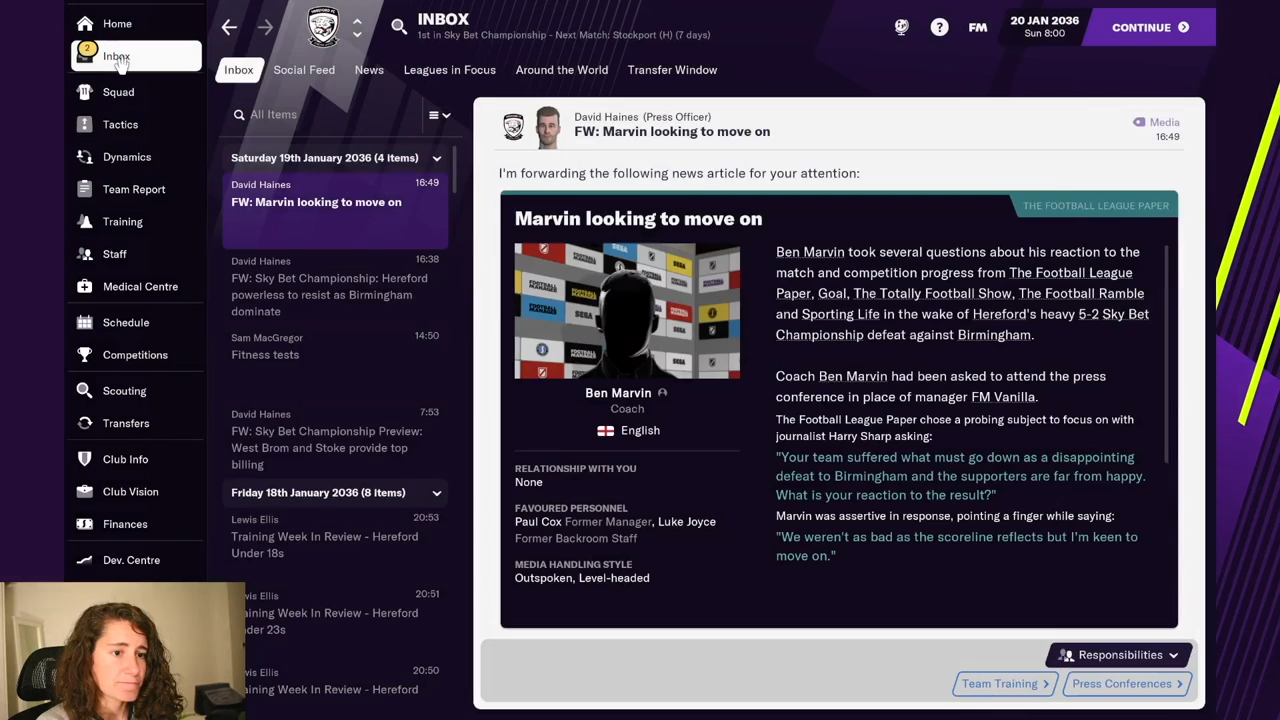 Home
2
Inbox
Squad
Tactics
Dynamics
Team Report
Training
Staff
Medical Centre
Schedule
Competitions
Scouting
Transfers
Club Info
Club Vision
Finances
Dev. Centre
INBOX
1st in Sky Bet Championship - Next Match: Stockport (H) (7 days)
?
FM
20 JAN 2036
Sun 8:00
CONTINUE
Inbox
Social Feed
News
Leagues in Focus
Around the World
Transfer Window
All Items
Saturday 19th January 2036 (4 items)
David Haines
16:49
FW: Marvin looking to move on
David Haines
16:38
FW: Sky Bet Championship: Hereford
powerless to resist as Birmingham
dominate
Sam MacGregor
14:50
Fitness tests
David Haines
7:53
FW: Sky Bet Championship Preview:
West Brom and Stoke provide top
billing
Friday 18th January 2036 (8 items)
Lewis Ellis
20:53
Training Week In Review - Hereford
Under 18s
wis Ellis
20:51
aining Week In Review - Hereford
der 23s
wis Ellis
20:50
aining Week In Review - Hereford
David Haines (Press Officer)
FW: Marvin looking to move on
Media
16:49
I'm forwarding the following news article for your attention:
THE FOOTBALL LEAGUE PAPER
Marvin looking to move on
Ben Marvin
Coach
English
RELATIONSHIP WITH YOU
None
FAVOURED PERSONNEL
Paul Cox Former Manager, Luke Joyce
Former Backroom Staff
MEDIA HANDLING STYLE
Outspoken, Level-headed
Ben Marvin took several questions about his reaction to the
match and competition progress from The Football League
Paper, Goal, The Totally Football Show, The Football Ramble
and Sporting Life in the wake of Hereford's heavy 5-2 Sky Bet
Championship defeat against Birmingham.
Coach Ben Marvin had been asked to attend the press
conference in place of manager FM Vanilla.
The Football League Paper chose a probing subject to focus on with
journalist Harry Sharp asking:
"Your team suffered what must go down as a disappointing
defeat to Birmingham and the supporters are far from happy.
What is your reaction to the result?"
Marvin was assertive in response, pointing a finger while saying:
"We weren't as bad as the scoreline reflects but I'm keen to
move on."
Responsibilities
Team Training
Press Conferences